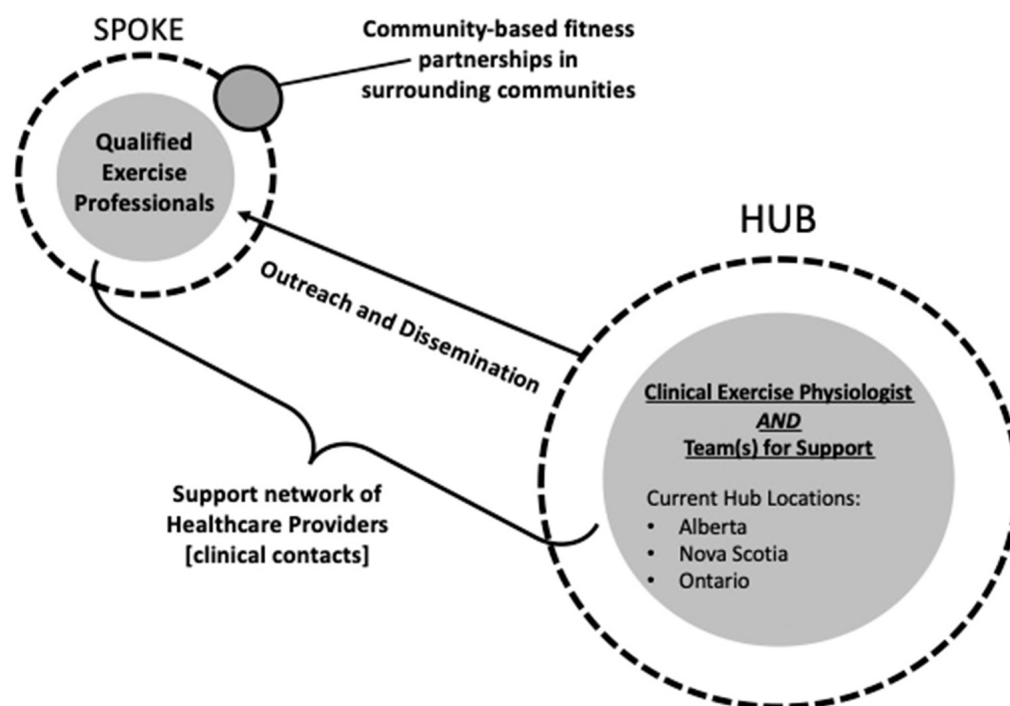 SPOKE
Community-based fitness
partnerships in
surrounding communities
Qualified
Exercise
Professionals
HUB
Outreach and Dissemination
Clinical Exercise Physiologist
AND
Team(s) for Support
Current Hub Locations:
• Alberta
• Nova Scotia
• Ontario
Support network of
Healthcare Providers
[clinical contacts]